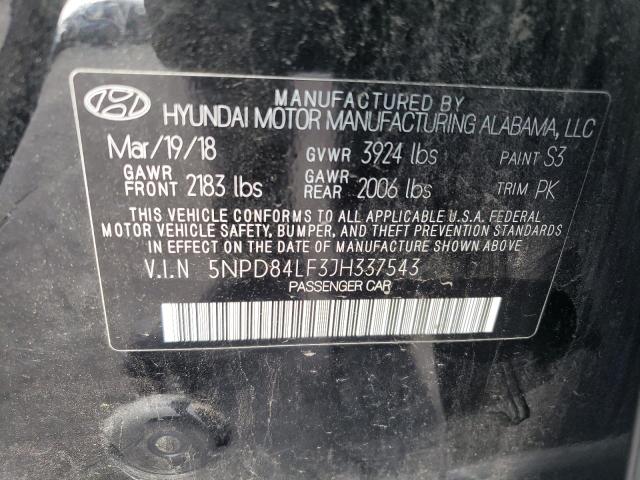 MANUFACTURED BY
HYUNDAI MOTOR MANUFACTURING ALABAMA, LLC
Mar/19/18 GVWR 3924 lbs PAINT S3
GAWR FRONT 2183 lbs GAWR REAR 2006 lbs TRIM PK
THIS VEHICLE CONFORMS TO ALL APPLICABLE U.S.A. FEDERAL
MOTOR VEHICLE SAFETY, BUMPER, AND THEFT PREVENTION STANDARDS
IN EFFECT ON THE DATE OF MANUFACTURE SHOWN ABOVE.
V.I.N 5NPD84LF3JH337543
PASSENGER CAR